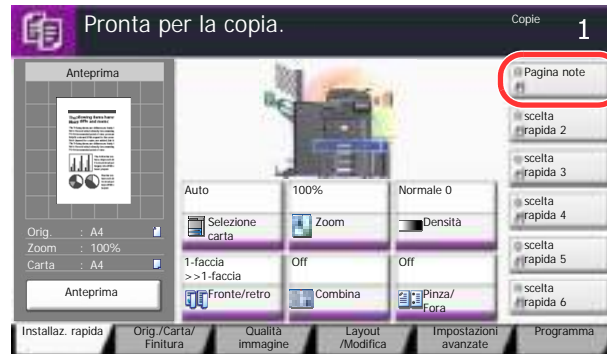 Pronta per la copia.
Copie
1
Anteprima
Orig. : A4
Zoom : 100%
Carta : A4
Anteprima
Auto
Selezione
carta
100%
Zoom
Normale 0
Densità
1-faccia
>>1-faccia
Fronte/retro
Off
Combina
Off
Pinza/
Fora
Pagina note
scelta
rapida 2
scelta
rapida 3
scelta
rapida 4
scelta
rapida 5
scelta
rapida 6
Installaz. rapida
Orig./Carta/
Finitura
Qualità
immagine
Layout
/Modifica
Impostazioni
avanzate
Programma